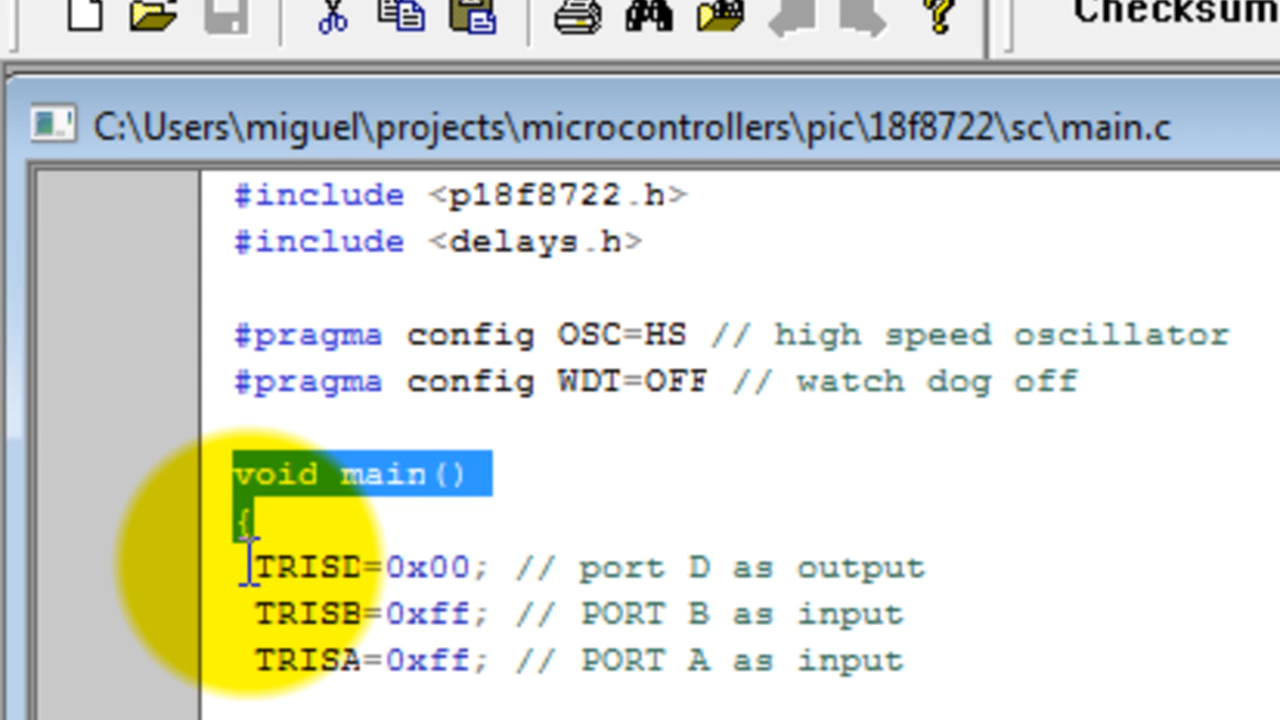 Checksum
C:\Users\miguel\projects\microcontrollers\pic\18f8722\sc\main.c
#include <p18f8722.h>
#include <delays.h>
#pragma config OSC=HS // high speed oscillator
#pragma config WDT=OFF // watch dog off
void main()
{
TRISD=0x00; // port D as output
TRISB=0xff; // PORT B as input
TRISA=0xff; // PORT A as input